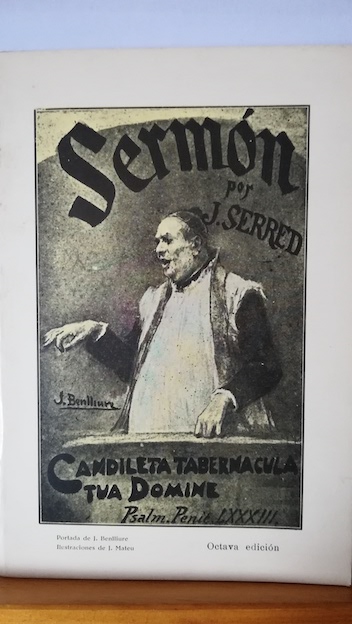 Sermón
por
J. SERRED
J. Benlliure
CANDILETA TABERNACULA
TUA DOMINE
Psalm. Penit. LXXXIII.
Portada de J. Benlliure
Ilustraciones de J. Mateu
Octava edición